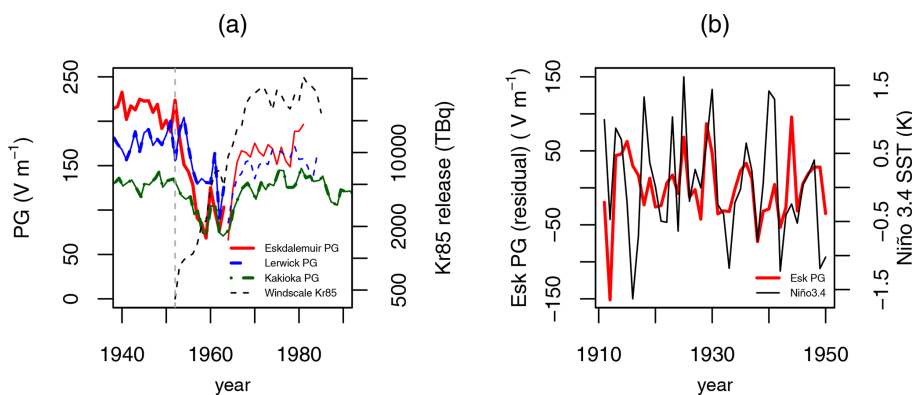 (a)
PG (V m⁻¹)
0
50
150
250
Eskdalemuir PG
Lerwick PG
Kakioka PG
Windscale Kr85
500
2000
10000
Kr85 release (TBq)
1940
1960
1980
year
(b)
Esk PG (residual) ( V m⁻¹)
−150
−50
50
150
Esk PG
Niño3.4
−1.5
−0.5
0.5
1.5
Niño 3.4 SST (K)
1910
1930
1950
year